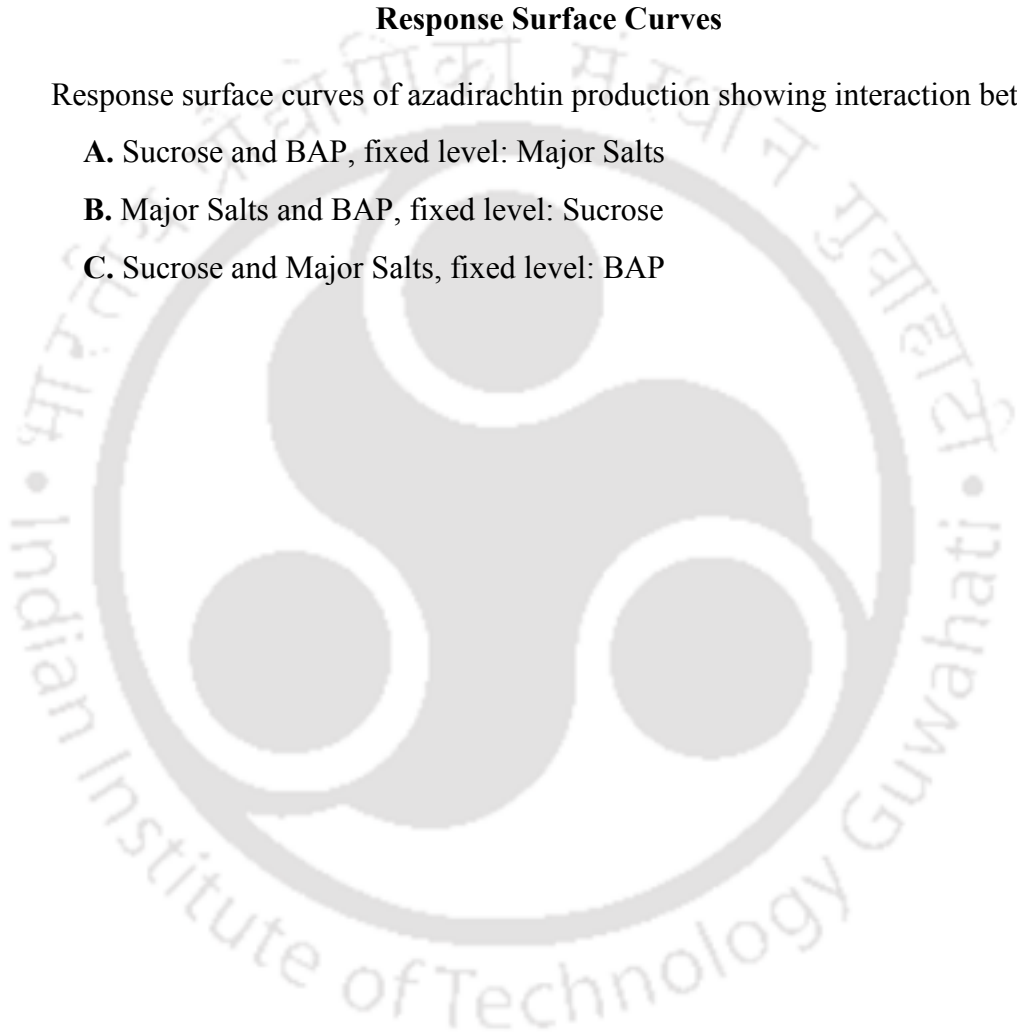 Response Surface Curves
Response surface curves of azadirachtin production showing interaction bet
A. Sucrose and BAP, fixed level: Major Salts
B. Major Salts and BAP, fixed level: Sucrose
C. Sucrose and Major Salts, fixed level: BAP
भारतीय प्रौद्योगिकी संस्थान गुवाहाटी
Indian Institute of Technology Guwahati